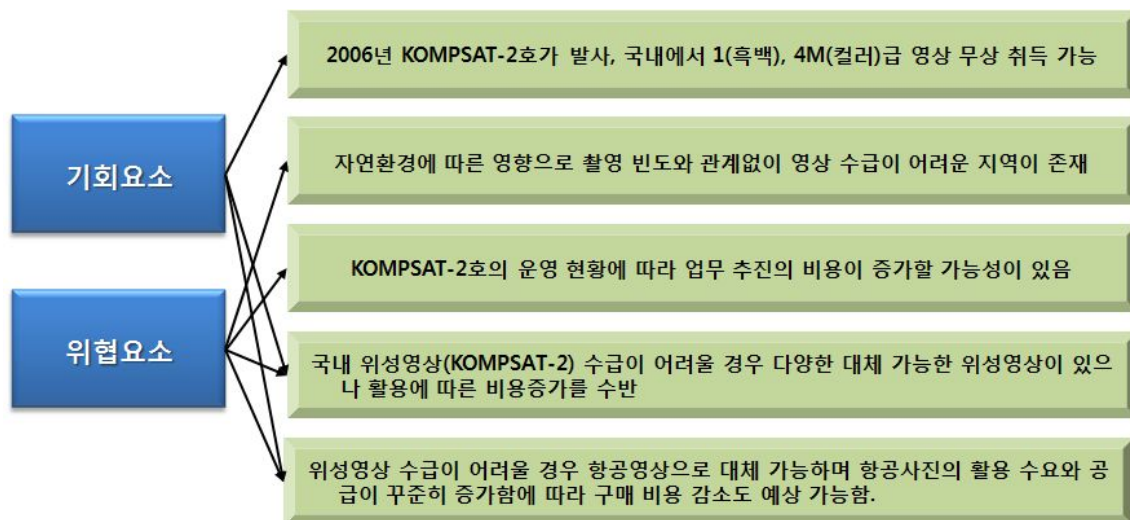 2006년 KOMPSAT-2호가 발사, 국내에서 1(흑백), 4M(컬러)급 영상 무상 취득 가능
기회요소
자연환경에 따른 영향으로 촬영 빈도와 관계없이 영상 수급이 어려운 지역이 존재
KOMPSAT-2호의 운영 현황에 따라 업무 추진의 비용이 증가할 가능성이 있음
위협요소
국내 위성영상(KOMPSAT-2) 수급이 어려울 경우 다양한 대체 가능한 위성영상이 있으
나 활용에 따른 비용증가를 수반
위성영상 수급이 어려울 경우 항공영상으로 대체 가능하며 항공사진의 활용 수요와 공
급이 꾸준히 증가함에 따라 구매 비용 감소도 예상 가능함.